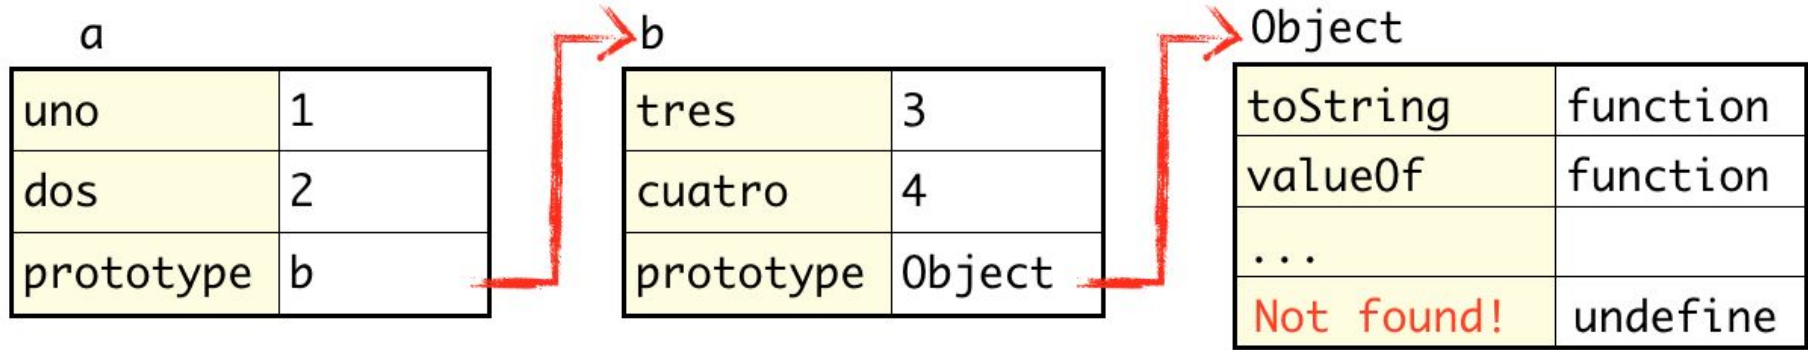 a
uno 1
dos 2
prototype b
b
tres 3
cuatro 4
prototype Object
Object
toString function
valueOf function
...
Not found! undefine